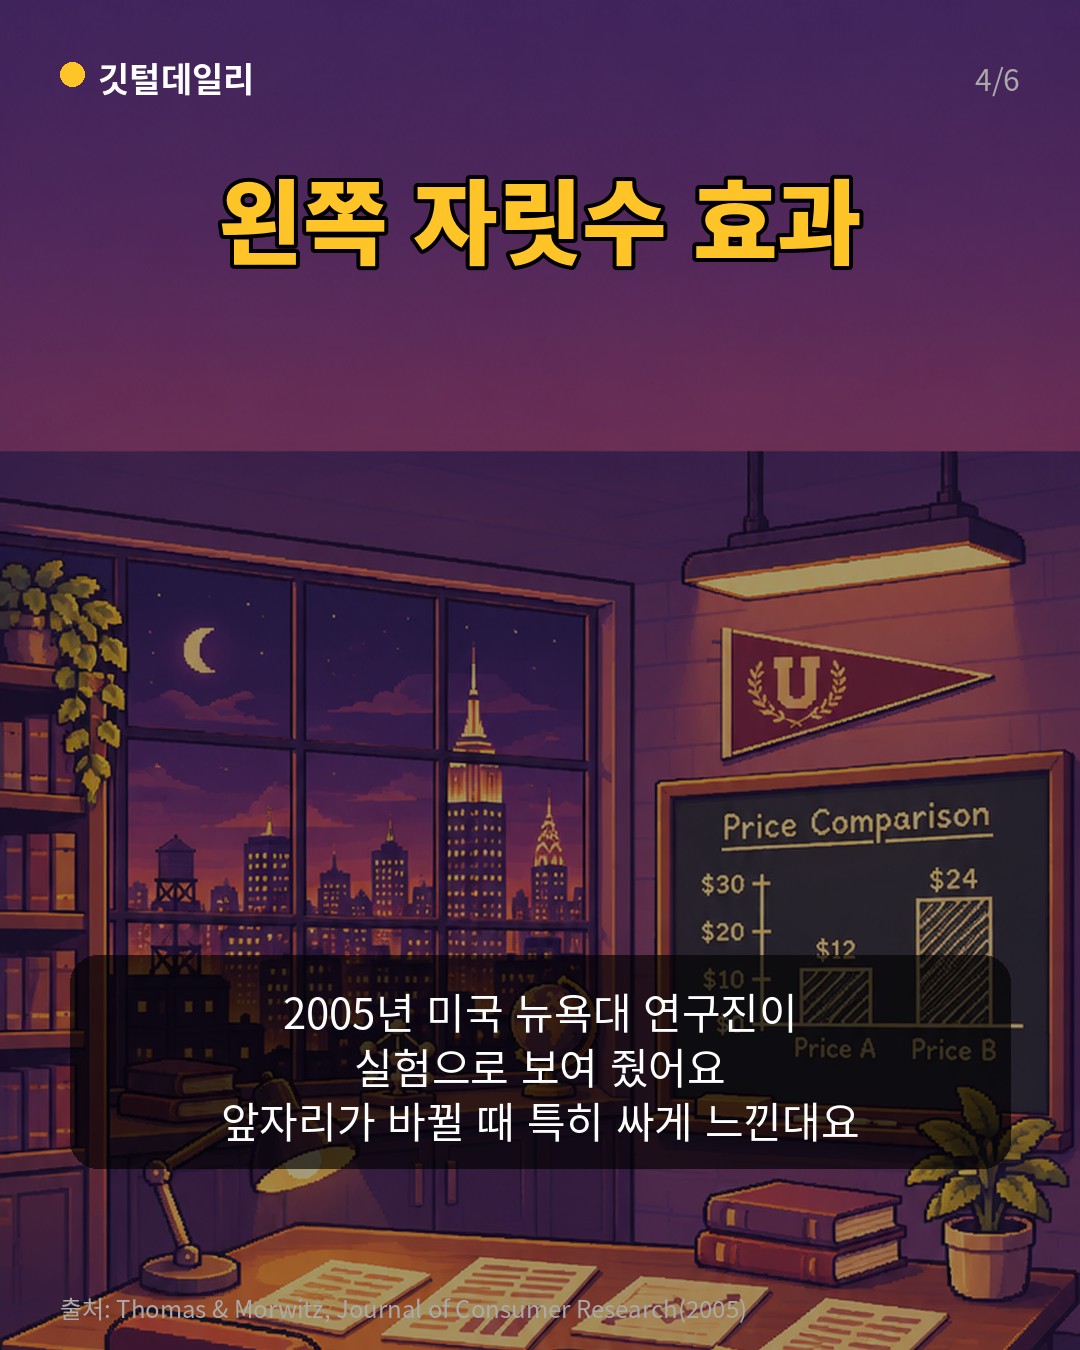 깃털데일리
4/6
왼쪽 자릿수 효과
U
Price Comparison
$30
$24
$20
$12
$10
Price A
Price B
2005년 미국 뉴욕대 연구진이
실험으로 보여 줬어요
앞자리가 바뀔 때 특히 싸게 느낀대요
출처: Thomas & Morwitz, Journal of Consumer Research(2005)